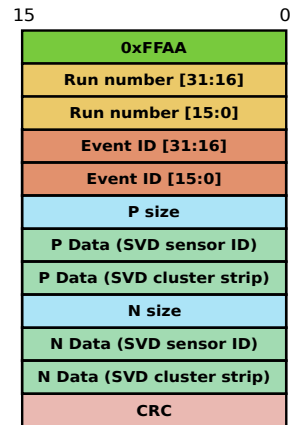 15 0
0xFFAA
Run number [31:16]
Run number [15:0]
Event ID [31:16]
Event ID [15:0]
P size
P Data (SVD sensor ID)
P Data (SVD cluster strip)
N size
N Data (SVD sensor ID)
N Data (SVD cluster strip)
CRC